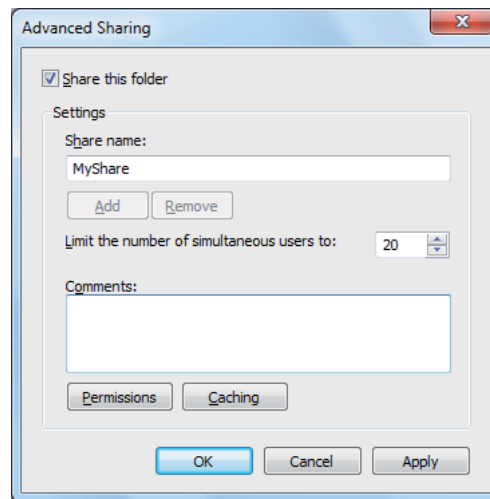 Advanced Sharing
Share this folder
Settings
Share name:
MyShare
Add Remove
Limit the number of simultaneous users to: 20
Comments:
Permissions Caching
OK Cancel Apply